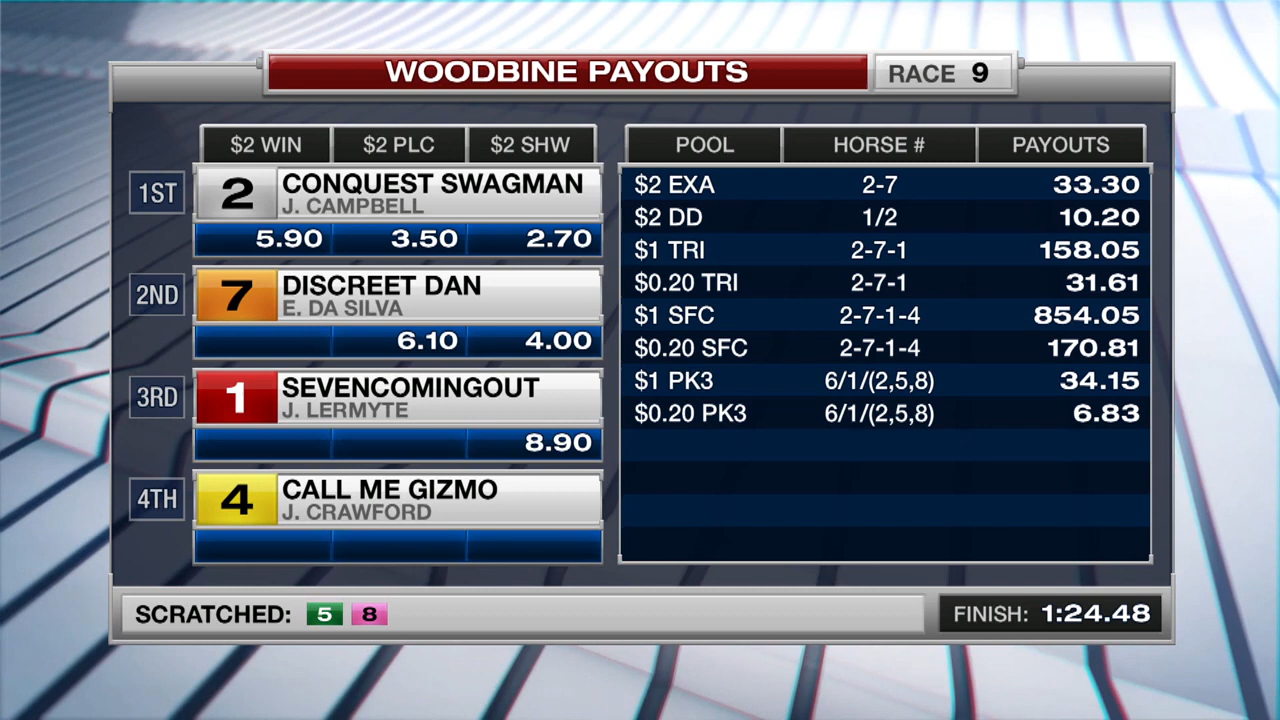 WOODBINE PAYOUTS RACE 9
$2 WIN $2 PLC $2 SHW
1ST 2 CONQUEST SWAGMAN
J. CAMPBELL
5.90 3.50 2.70
2ND 7 DISCREET DAN
E. DA SILVA
6.10 4.00
3RD 1 SEVENCOMINGOUT
J. LERMYTE
8.90
4TH 4 CALL ME GIZMO
J. CRAWFORD
POOL HORSE # PAYOUTS
$2 EXA 2-7 33.30
$2 DD 1/2 10.20
$1 TRI 2-7-1 158.05
$0.20 TRI 2-7-1 31.61
$1 SFC 2-7-1-4 854.05
$0.20 SFC 2-7-1-4 170.81
$1 PK3 6/1/(2,5,8) 34.15
$0.20 PK3 6/1/(2,5,8) 6.83
SCRATCHED: 5 8
FINISH: 1:24.48